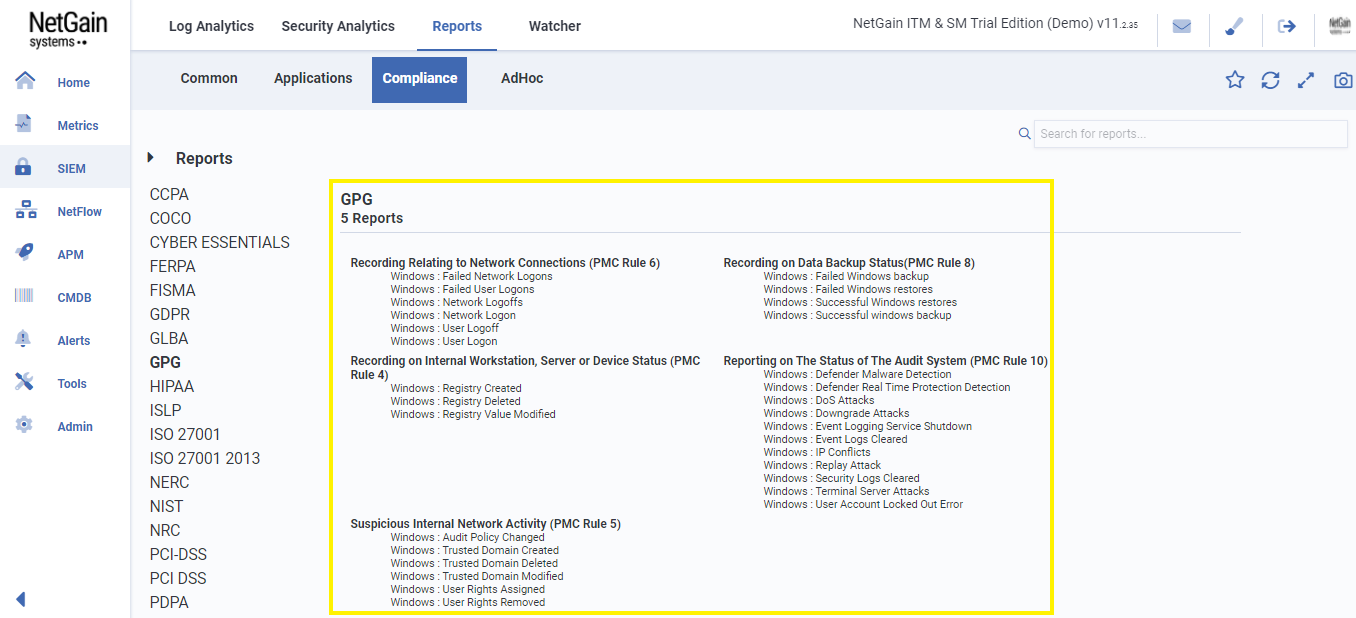 NetGain
systems
Log Analytics
Security Analytics
Reports
Watcher
NetGain ITM & SM Trial Edition (Demo) v11.2.35
NetGain
Home
Metrics
SIEM
NetFlow
APM
CMDB
Alerts
Tools
Admin
Common
Applications
Compliance
AdHoc
Search for reports...
Reports
CCPA
COCO
CYBER ESSENTIALS
FERPA
FISMA
GDPR
GLBA
GPG
HIPAA
ISLP
ISO 27001
ISO 27001 2013
NERC
NIST
NRC
PCI-DSS
PCI DSS
PDPA
GPG
5 Reports
Recording Relating to Network Connections (PMC Rule 6)
Windows : Failed Network Logons
Windows : Failed User Logons
Windows : Network Logoffs
Windows : Network Logon
Windows : User Logoff
Windows : User Logon
Recording on Data Backup Status(PMC Rule 8)
Windows : Failed Windows backup
Windows : Failed Windows restores
Windows : Successful Windows restores
Windows : Successful windows backup
Recording on Internal Workstation, Server or Device Status (PMC
Rule 4)
Windows : Registry Created
Windows : Registry Deleted
Windows : Registry Value Modified
Reporting on The Status of The Audit System (PMC Rule 10)
Windows : Defender Malware Detection
Windows : Defender Real Time Protection Detection
Windows : DoS Attacks
Windows : Downgrade Attacks
Windows : Event Logging Service Shutdown
Windows : Event Logs Cleared
Windows : IP Conflicts
Windows : Replay Attack
Windows : Security Logs Cleared
Windows : Terminal Server Attacks
Windows : User Account Locked Out Error
Suspicious Internal Network Activity (PMC Rule 5)
Windows : Audit Policy Changed
Windows : Trusted Domain Created
Windows : Trusted Domain Deleted
Windows : Trusted Domain Modified
Windows : User Rights Assigned
Windows : User Rights Removed